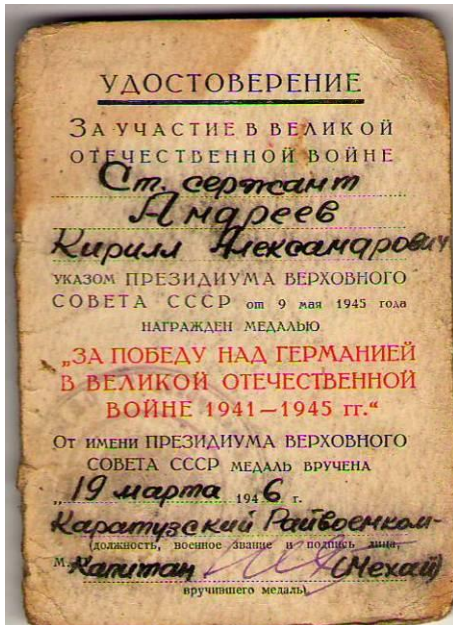 УДОСТОВЕРЕНИЕ
ЗА УЧАСТИЕ В ВЕЛИКОЙ
ОТЕЧЕСТВЕННОЙ ВОЙНЕ
Ст. сержант
Андреев
Кирилл Александрович
УКАЗОМ ПРЕЗИДИУМА ВЕРХОВНОГО
СОВЕТА СССР от 9 мая 1945 года
НАГРАЖДЕН МЕДАЛЬЮ
„ЗА ПОБЕДУ НАД ГЕРМАНИЕЙ
В ВЕЛИКОЙ ОТЕЧЕСТВЕННОЙ
ВОЙНЕ 1941—1945 гг.“
От имени ПРЕЗИДИУМА ВЕРХОВНОГО
СОВЕТА СССР МЕДАЛЬ ВРУЧЕНА
„19 марта 1946 г.
Каратузский Райвоенком-
(должность, военное звание и подпись лица,
М. Капитан (Мехай)
вручившего медаль)